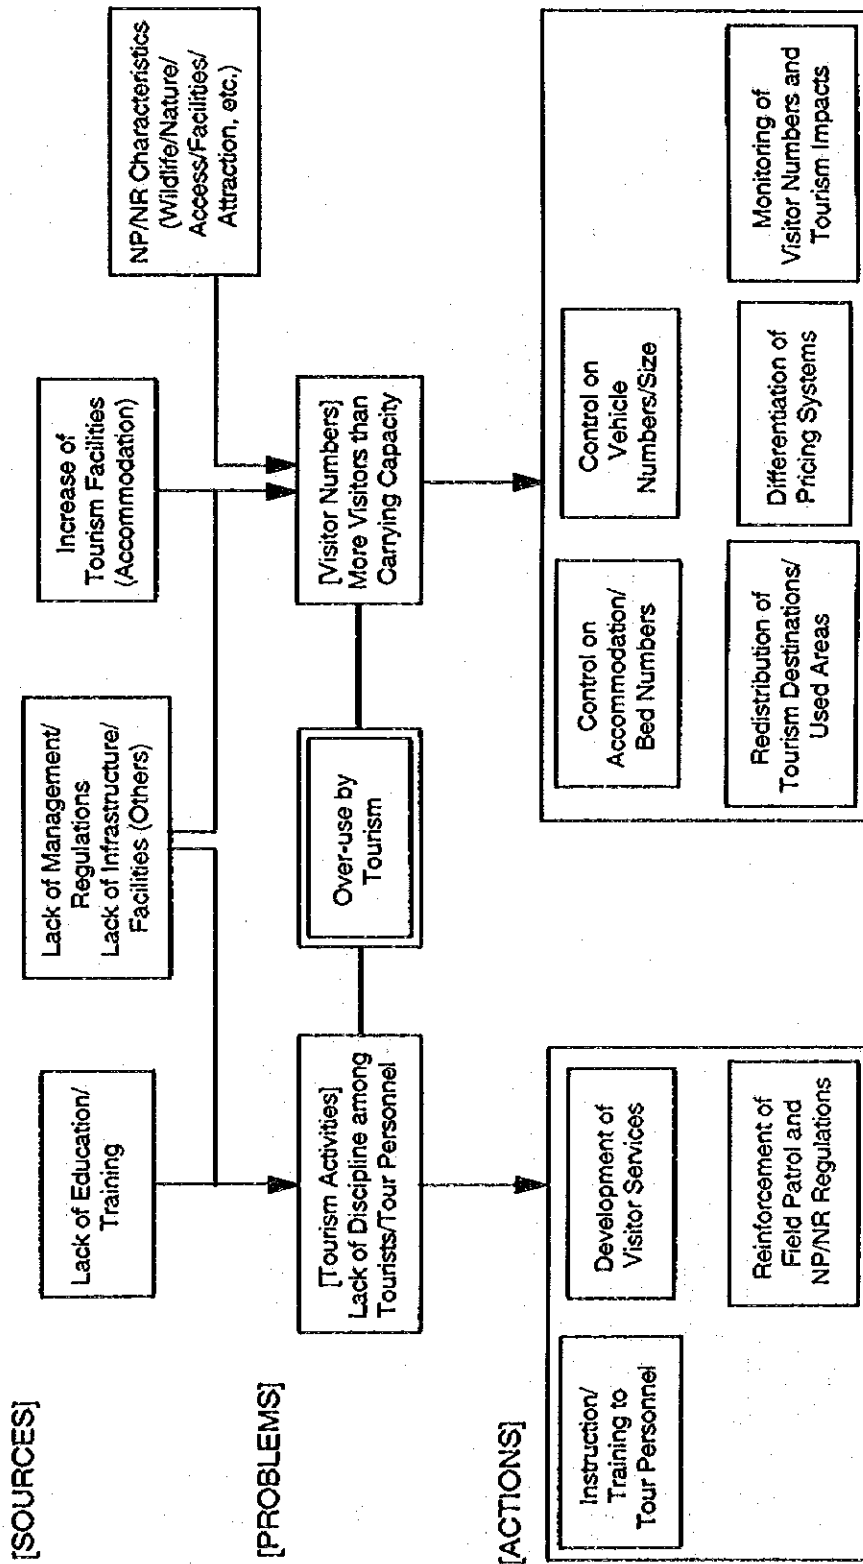 [SOURCES]
Lack of Education/
Training
Lack of Management/
Regulations
Lack of Infrastructure/
Facilities (Others)
Increase of
Tourism Facilities
(Accommodation)
NP/NR Characteristics
(Wildlife/Nature/
Access/Facilities/
Attraction, etc.)
[PROBLEMS]
[Tourism Activities]
Lack of Discipline among
Tourists/Tour Personnel
Over-use by
Tourism
[Visitor Numbers]
More Visitors than
Carrying Capacity
[ACTIONS]
Instruction/
Training to
Tour Personnel
Development of
Visitor Services
Reinforcement of
Field Patrol and
NP/NR Regulations
Control on
Accommodation/
Bed Numbers
Control on
Vehicle
Numbers/Size
Redistribution of
Tourism Destinations/
Used Areas
Differentiation of
Pricing Systems
Monitoring of
Visitor Numbers and
Tourism Impacts